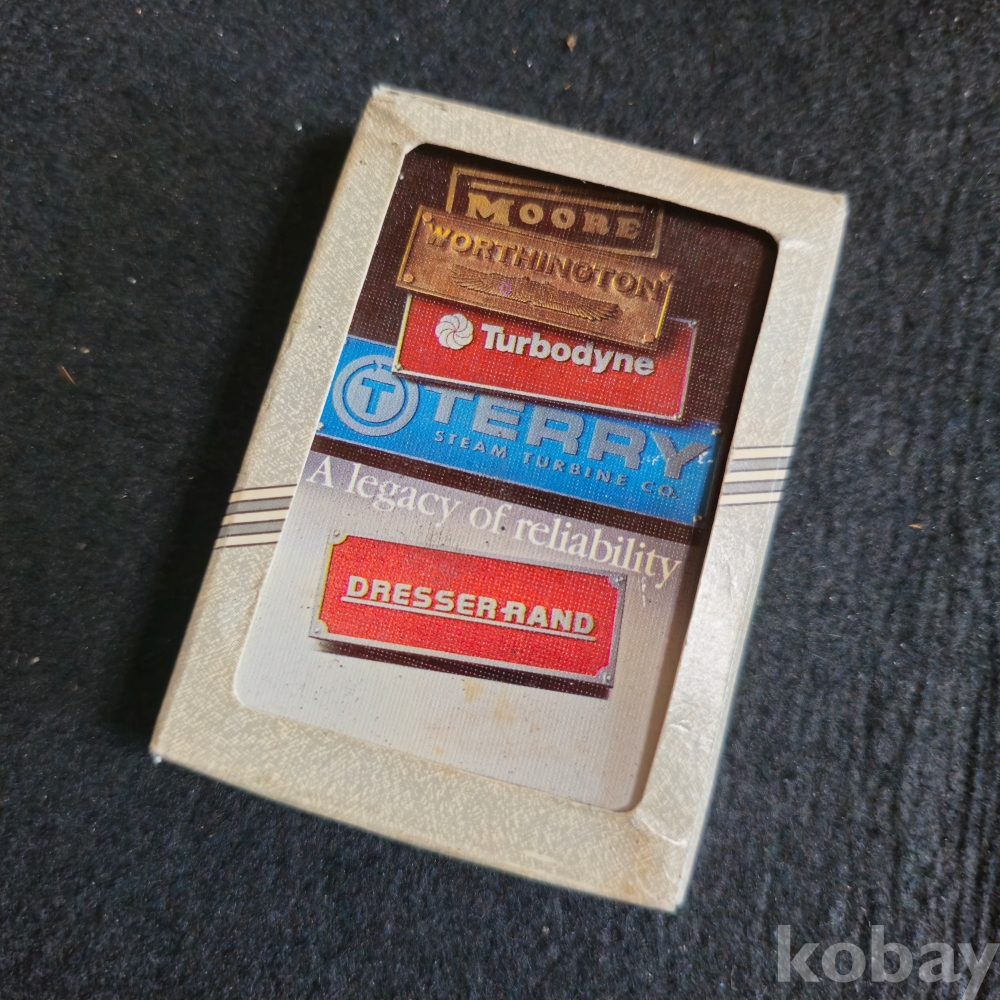 MOORE
WORTHINGTON
Turbodyne
T TERRY
STEAM TURBINE CO.
A legacy of reliability
DRESSER-RAND
kobay